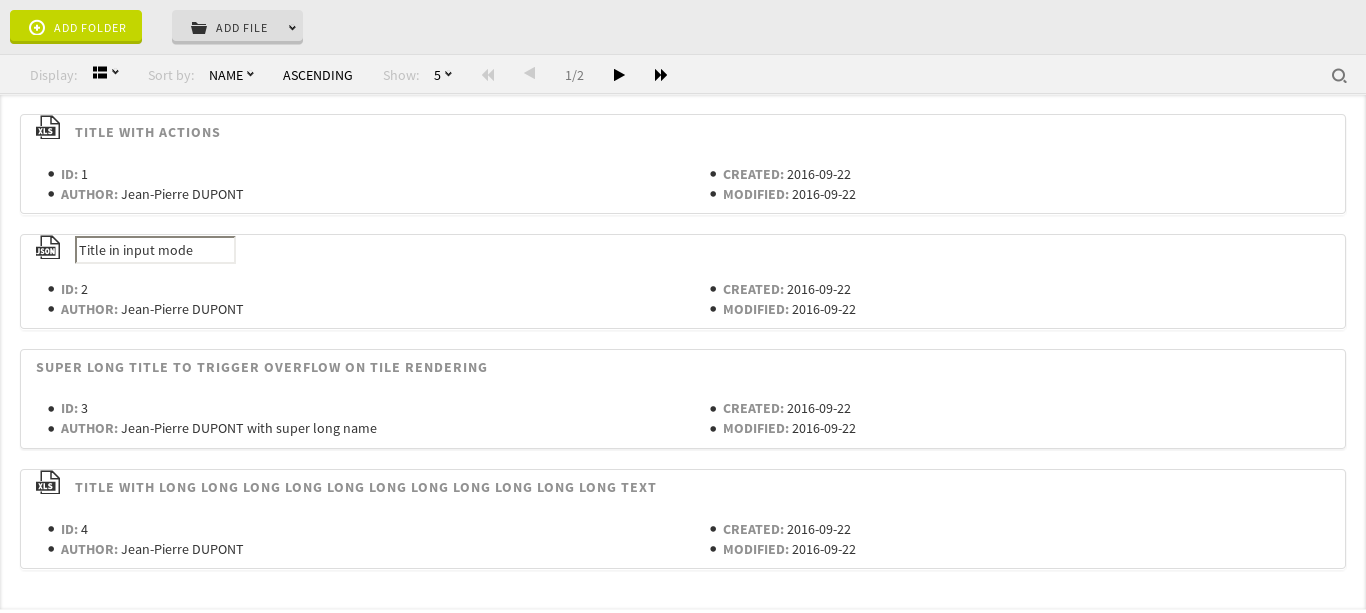 ADD FOLDER ADD FILE
Display: Sort by: NAME ASCENDING Show: 5 1/2
XLS TITLE WITH ACTIONS
ID: 1 CREATED: 2016-09-22
AUTHOR: Jean-Pierre DUPONT MODIFIED: 2016-09-22
JSON Title in input mode
ID: 2 CREATED: 2016-09-22
AUTHOR: Jean-Pierre DUPONT MODIFIED: 2016-09-22
SUPER LONG TITLE TO TRIGGER OVERFLOW ON TILE RENDERING
ID: 3 CREATED: 2016-09-22
AUTHOR: Jean-Pierre DUPONT with super long name MODIFIED: 2016-09-22
XLS TITLE WITH LONG LONG LONG LONG LONG LONG LONG LONG LONG LONG LONG TEXT
ID: 4 CREATED: 2016-09-22
AUTHOR: Jean-Pierre DUPONT MODIFIED: 2016-09-22